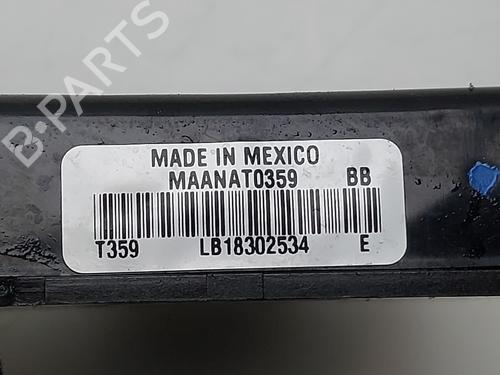 B-PARTS
MADE IN MEXICO
MAANAT0359 BB
T359 LB18302534 E